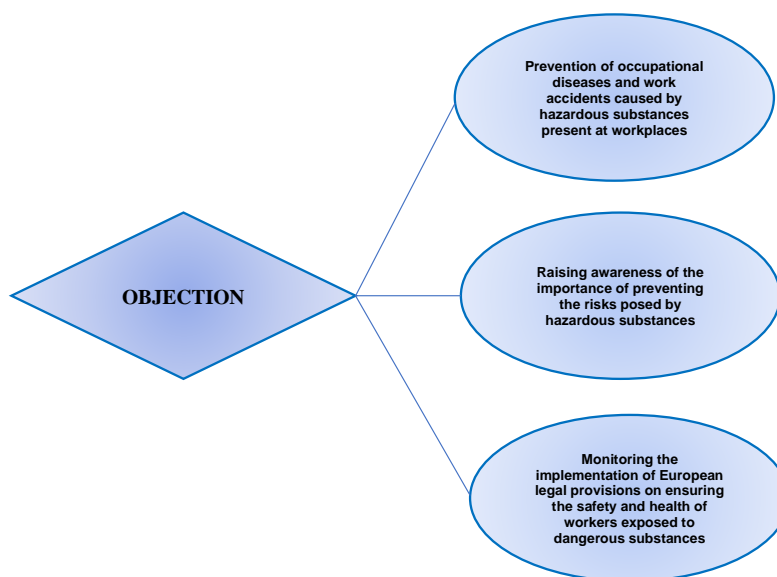 Prevention of occupational
diseases and work
accidents caused by
hazardous substances
present at workplaces
OBJECTION
Raising awareness of the
importance of preventing
the risks posed by
hazardous substances
Monitoring the
implementation of European
legal provisions on ensuring
the safety and health of
workers exposed to
dangerous substances